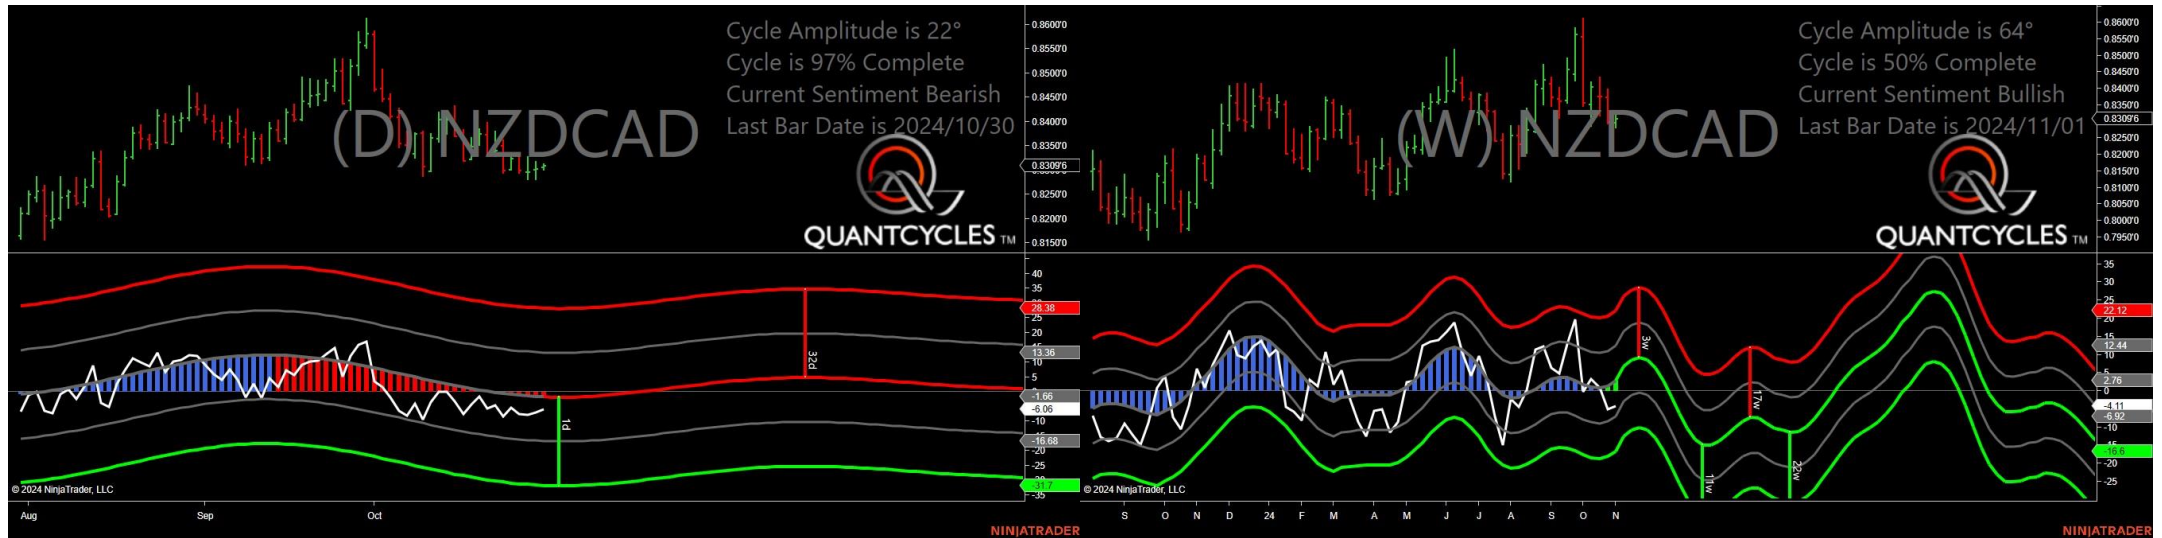 Cycle Amplitude is 22°
Cycle is 97% Complete
Current Sentiment Bearish
Last Bar Date is 2024/10/30
(D) NZDCAD
QUANTCYCLES TM
0.8600'0
0.8550'0
0.8500'0
0.8450'0
0.8400'0
0.8350'0
0.8309'6
0.8250'0
0.8200'0
0.8150'0
40
35
28.38
25
20
13.36
10
5
0
-1.66
-6.06
-10
-16.68
-20
-25
-31.7
-35
32d
1d
© 2024 NinjaTrader, LLC
Aug Sep Oct
NINJATRADER
Cycle Amplitude is 64°
Cycle is 50% Complete
Current Sentiment Bullish
Last Bar Date is 2024/11/01
(W) NZDCAD
QUANTCYCLES TM
0.8600'0
0.8550'0
0.8500'0
0.8450'0
0.8400'0
0.8350'0
0.8309'6
0.8250'0
0.8200'0
0.8150'0
0.8100'0
0.8050'0
0.8000'0
0.7950'0
35
30
25
22.12
20
15
12.44
10
5
2.76
0
-4.11
-6.92
-10
-16.6
-20
-25
3w
17w
11w
22w
© 2024 NinjaTrader, LLC
S O N D 24 F M A M J J A S O N
NINJATRADER